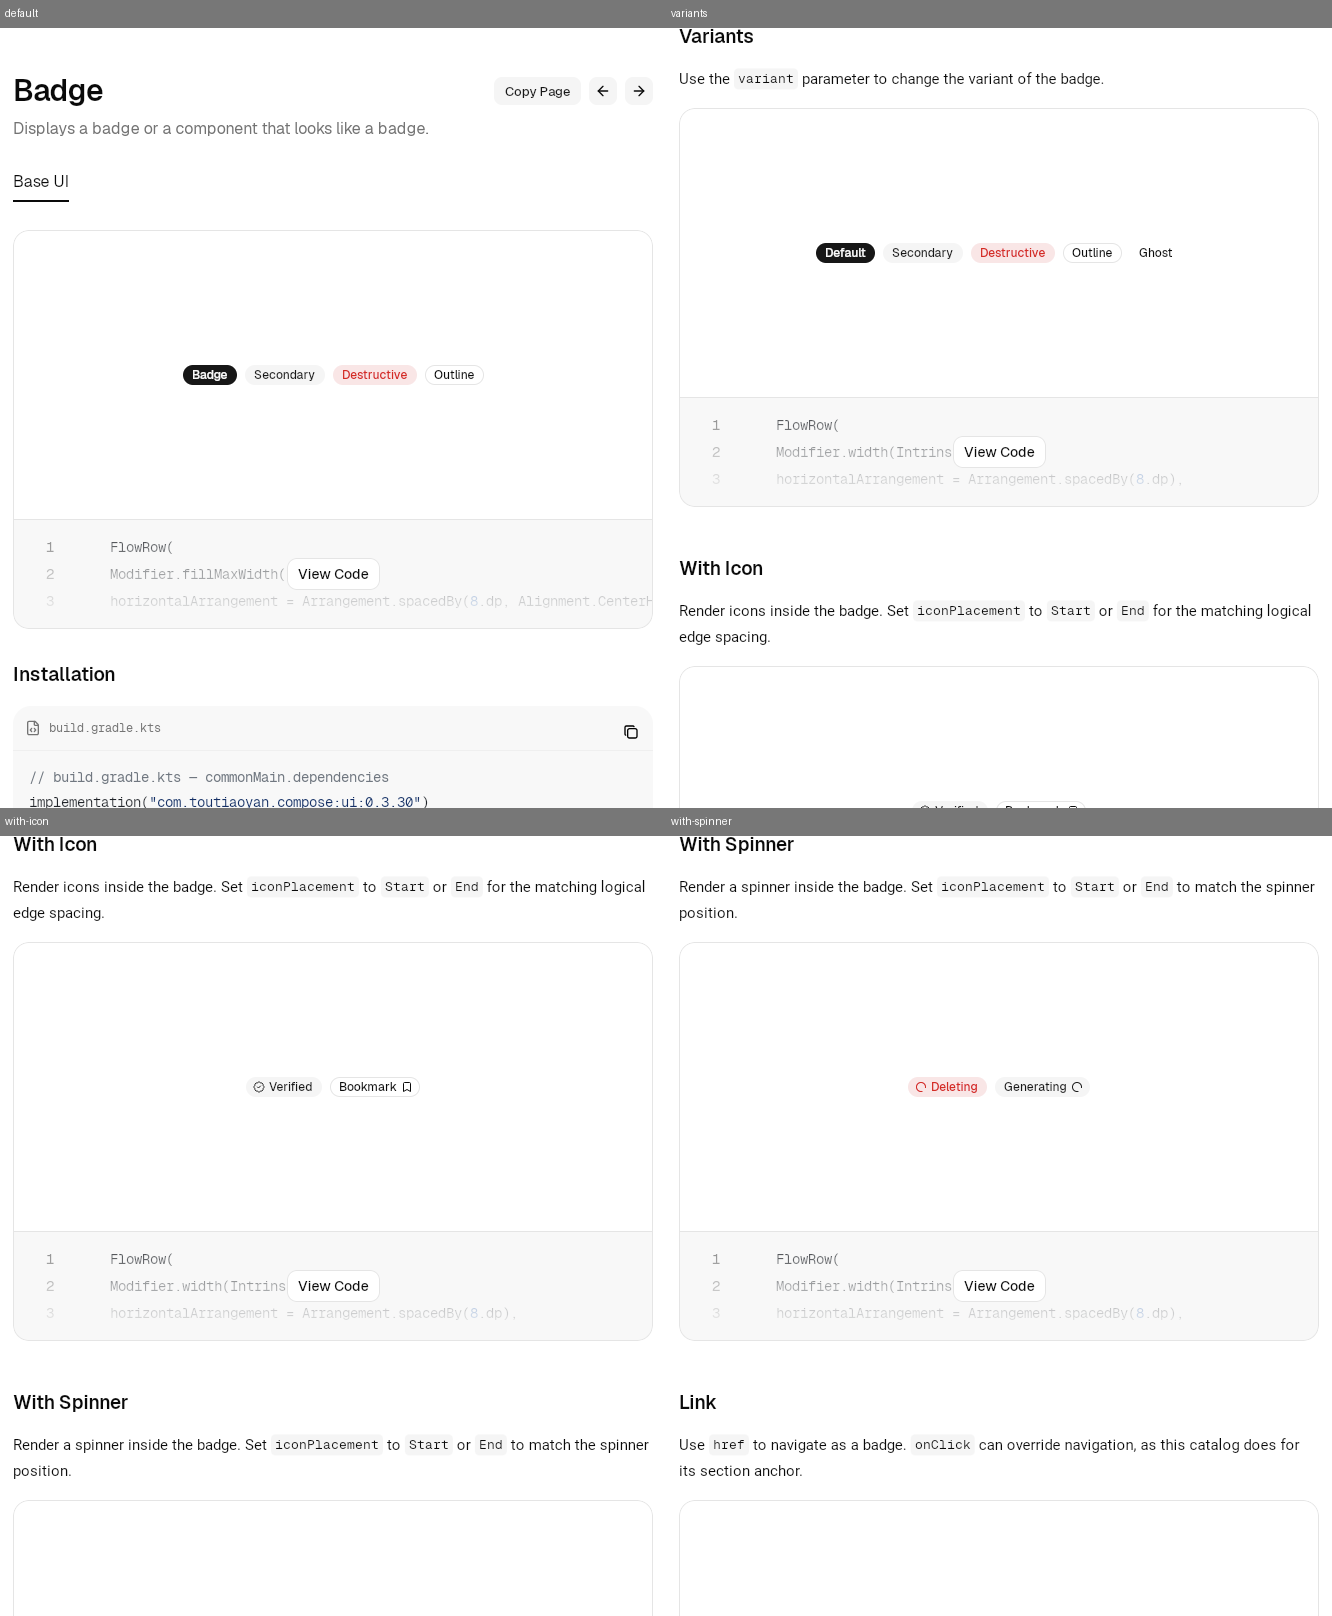 default
Badge
Copy Page
Displays a badge or a component that looks like a badge.
Base UI
Badge Secondary Destructive Outline
1 FlowRow(
2 Modifier.fillMaxWidth(
View Code
3 horizontalArrangement = Arrangement.spacedBy(8.dp, Alignment.CenterH
Installation
build.gradle.kts
// build.gradle.kts — commonMain.dependencies
implementation("com.toutiaoyan.compose:ui:0.3.30")
variants
Variants
Use the variant parameter to change the variant of the badge.
Default Secondary Destructive Outline Ghost
1 FlowRow(
2 Modifier.width(Intrins
View Code
3 horizontalArrangement = Arrangement.spacedBy(8.dp),
With Icon
Render icons inside the badge. Set iconPlacement to Start or End for the matching logical
edge spacing.
Verified Bookmark
with-icon
With Icon
Render icons inside the badge. Set iconPlacement to Start or End for the matching logical
edge spacing.
Verified Bookmark
1 FlowRow(
2 Modifier.width(Intrins
View Code
3 horizontalArrangement = Arrangement.spacedBy(8.dp),
With Spinner
Render a spinner inside the badge. Set iconPlacement to Start or End to match the spinner
position.
with-spinner
With Spinner
Render a spinner inside the badge. Set iconPlacement to Start or End to match the spinner
position.
Deleting Generating
1 FlowRow(
2 Modifier.width(Intrins
View Code
3 horizontalArrangement = Arrangement.spacedBy(8.dp),
Link
Use href to navigate as a badge. onClick can override navigation, as this catalog does for
its section anchor.